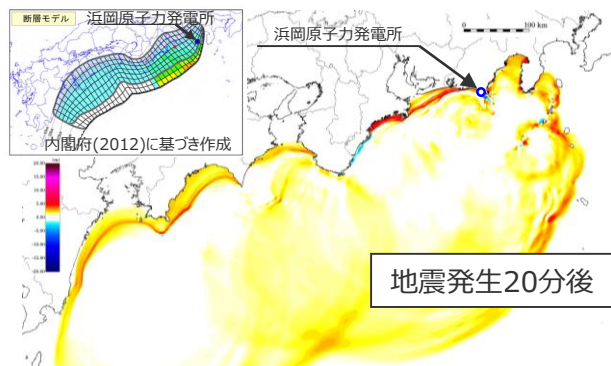 断層モデル
浜岡原子力発電所
浜岡原子力発電所
0 100 km
内閣府(2012)に基づき作成
地震発生20分後